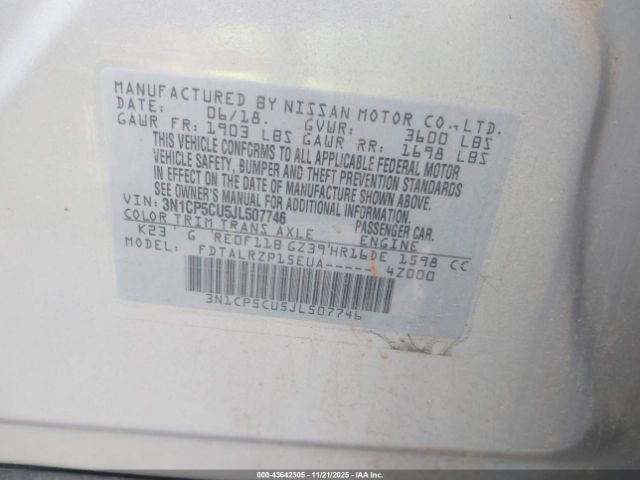 MANUFACTURED BY NISSAN MOTOR CO.,LTD.
DATE: 06/18. GVWR: 3600 LBS
GAWR FR: 1903 LBS GAWR RR: 1698 LBS
THIS VEHICLE CONFORMS TO ALL APPLICABLE FEDERAL MOTOR
VEHICLE SAFETY, BUMPER AND THEFT PREVENTION STANDARDS
IN EFFECT ON THE DATE OF MANUFACTURE SHOWN ABOVE.
SEE OWNER'S MANUAL FOR ADDITIONAL INFORMATION.
VIN: 3N1CP5CU5JL507746 PASSENGER CAR.
COLOR TRIM TRANS AXLE ENGINE
K23 G RE0F11B GZ39 HR16DE 1598 CC
MODEL: FDTALRZP15EUA----- 4Z000
3N1CP5CU5JL507746
000-43642305 - 11/21/2025 - IAAI.COM